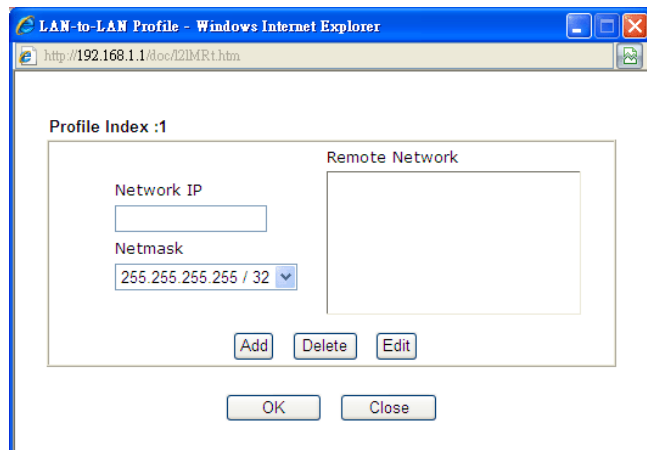 LAN-to-LAN Profile - Windows Internet Explorer
http://192.168.1.1/doc/l2lMRt.htm
Profile Index :1
Remote Network
Network IP
Netmask
255.255.255.255 / 32
Add Delete Edit
OK Close